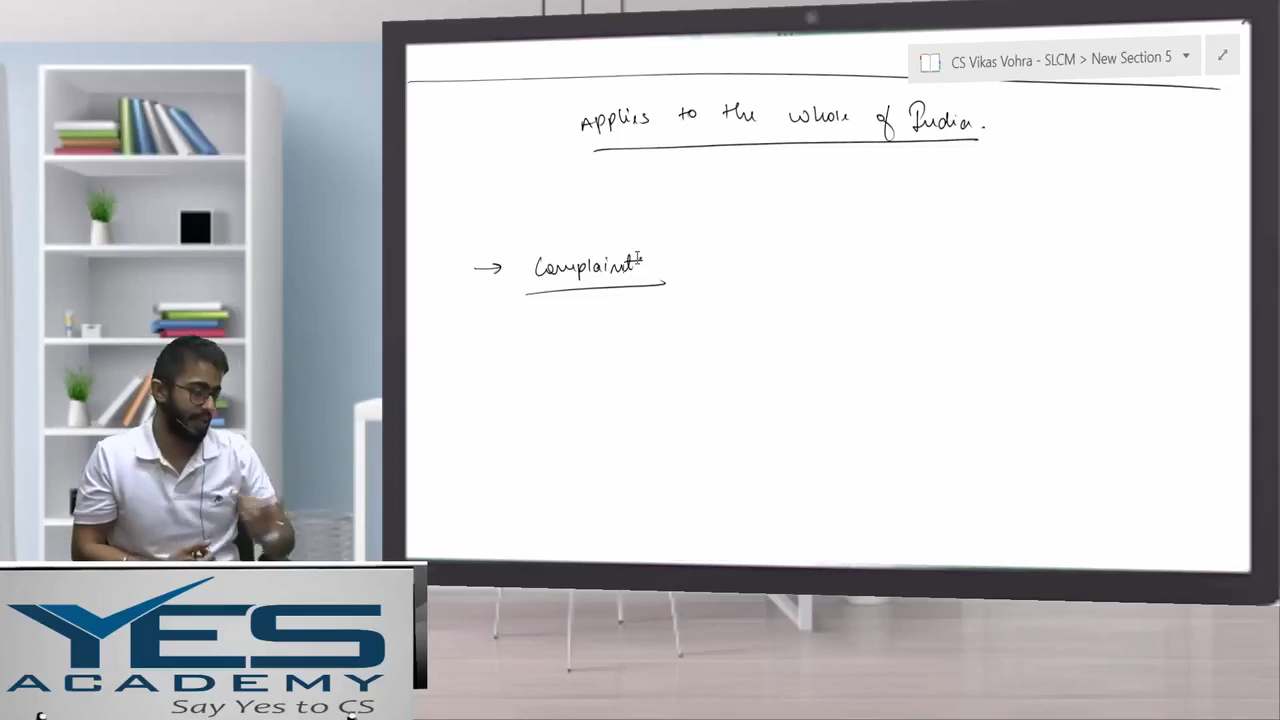 CS Vikas Vohra - SLCM > New Section 5
Applies to the whole of India.
→ Complaint
YES
ACADEMY
Say Yes to CS